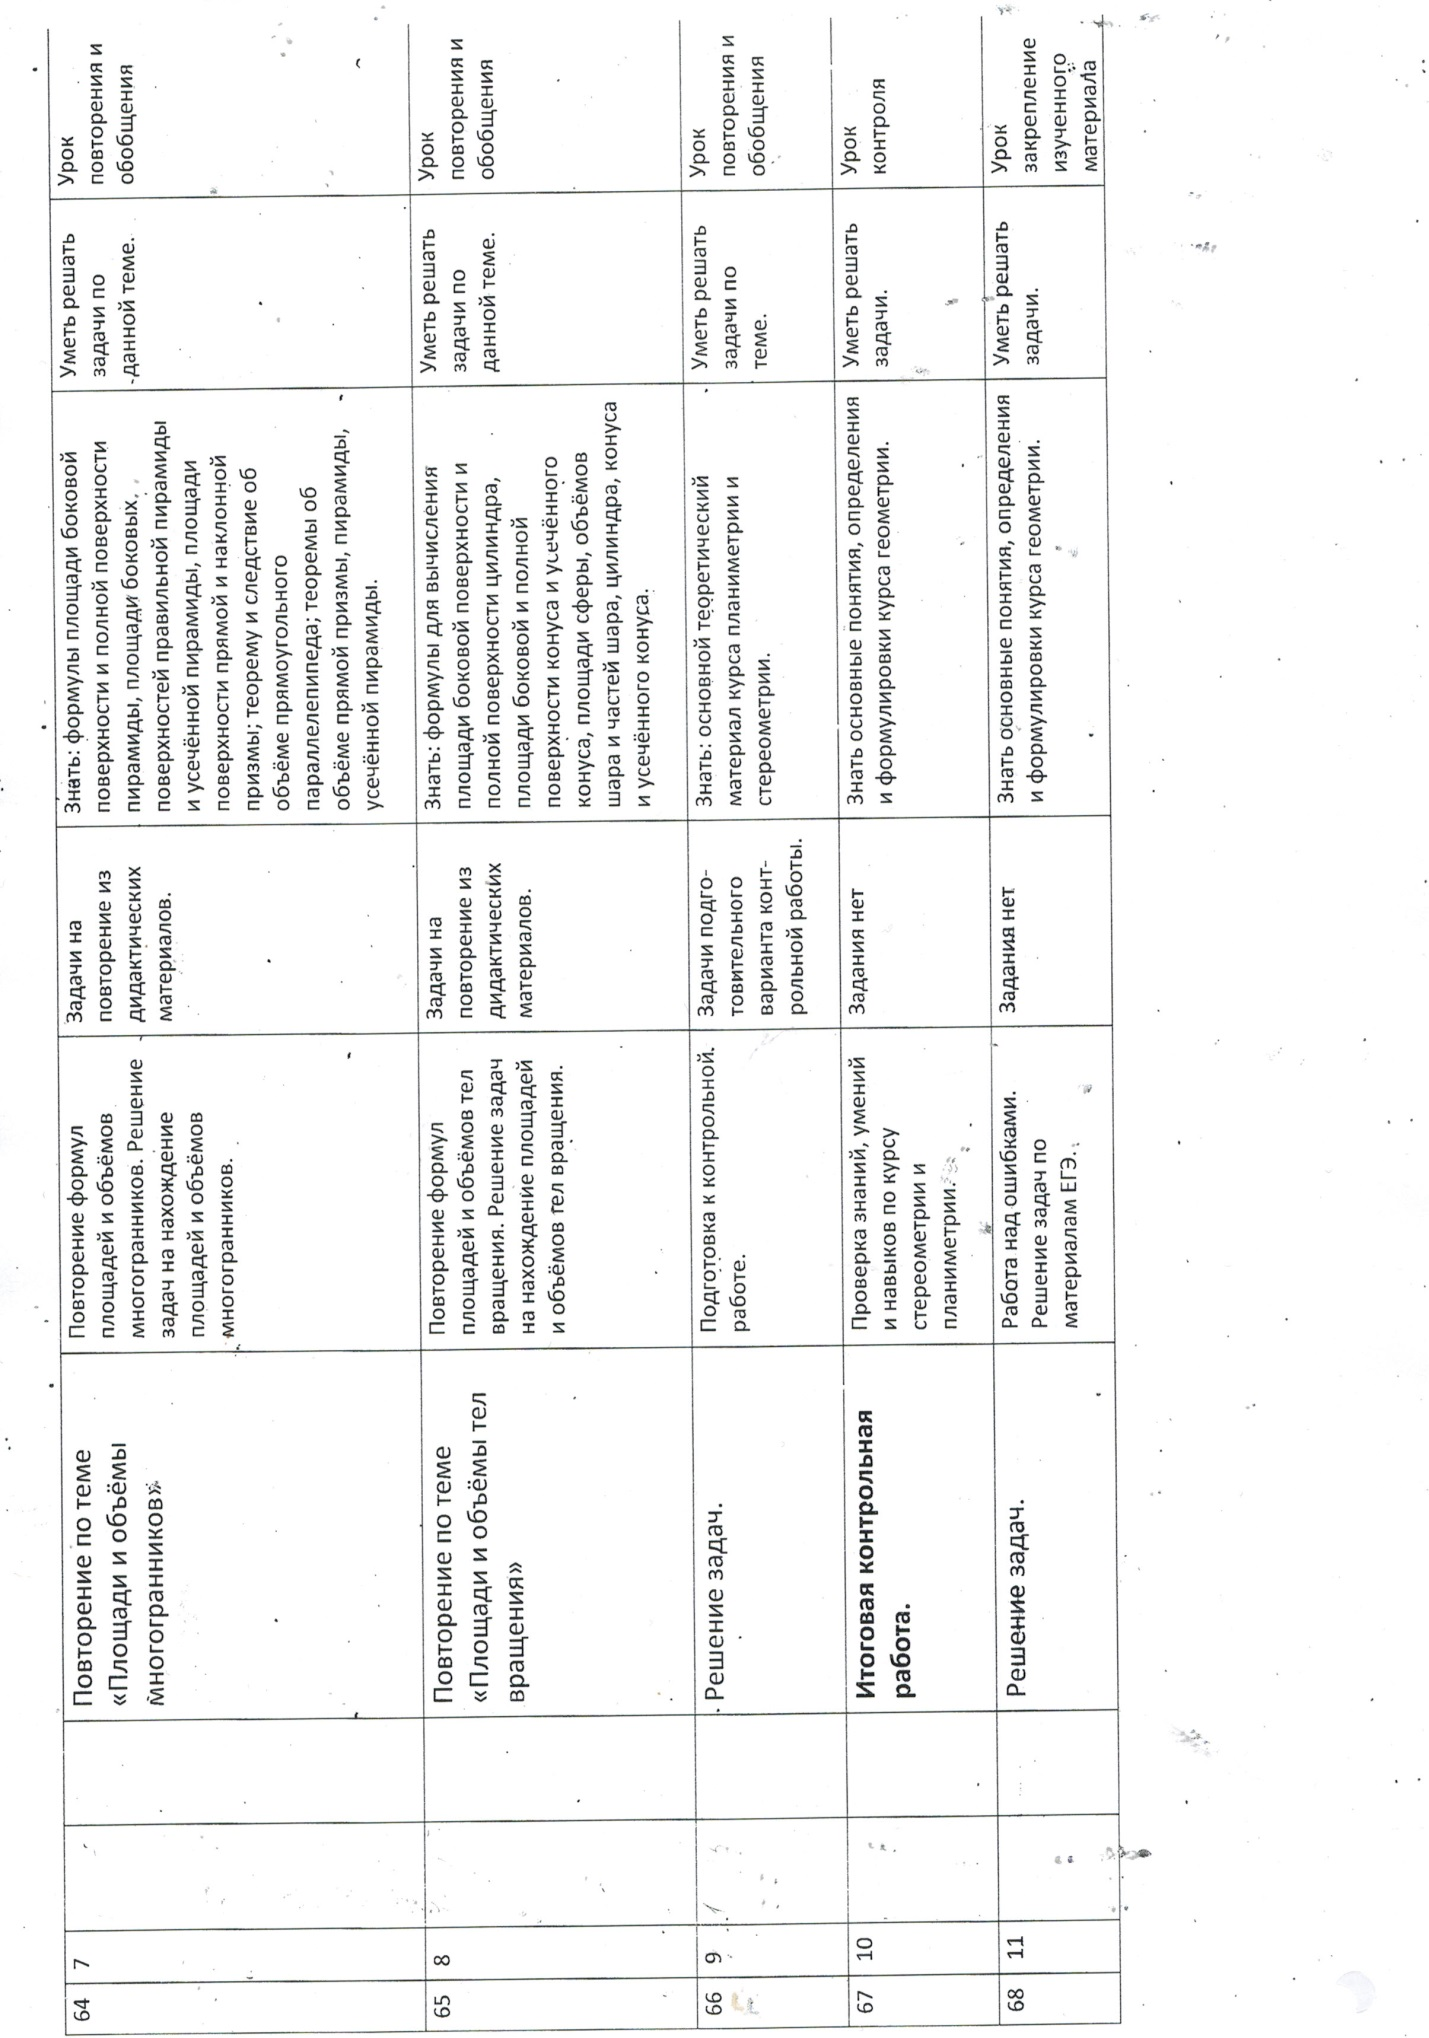 64
7
Повторение по теме
«Площади и объёмы
многогранников»
Повторение формул
площадей и объёмов
многогранников. Решение
задач на нахождение
площадей и объёмов
многогранников.
Задачи на
повторение из
дидактических
материалов.
Знать: формулы площади боковой
поверхности и полной поверхности
пирамиды, площади боковых
поверхностей правильной пирамиды
и усечённой пирамиды, площади
поверхности прямой и наклонной
призмы; теорему и следствие об
объёме прямоугольного
параллелепипеда; теоремы об
объёме прямой призмы, пирамиды,
усечённой пирамиды.
Уметь решать
задачи по
данной теме.
Урок
повторения и
обобщения
65
8
Повторение по теме
«Площади и объёмы тел
вращения»
Повторение формул
площадей и объёмов тел
вращения. Решение задач
на нахождение площадей
и объёмов тел вращения.
Задачи на
повторение из
дидактических
материалов.
Знать: формулы для вычисления
площади боковой поверхности и
полной поверхности цилиндра,
площади боковой и полной
поверхности конуса и усечённого
конуса, площади сферы, объёмов
шара и частей шара, цилиндра, конуса
и усечённого конуса.
Уметь решать
задачи по
данной теме.
Урок
повторения и
обобщения
66
9
Решение задач.
Подготовка к контрольной.
работе.
Задачи подго-
товительного
варианта конт-
рольной работы.
Знать: основной теоретический
материал курса планиметрии и
стереометрии.
Уметь решать
задачи по
теме.
Урок
повторения и
обобщения
67
10
Итоговая контрольная
работа.
Проверка знаний, умений
и навыков по курсу
стереометрии и
планиметрии.
Задания нет
Знать основные понятия, определения
и формулировки курса геометрии.
Уметь решать
задачи.
Урок
контроля
68
11
Решение задач.
Работа над ошибками.
Решение задач по
материалам ЕГЭ.
Задания нет
Знать основные понятия, определения
и формулировки курса геометрии.
Уметь решать
задачи.
Урок
закрепление
изученного
материала